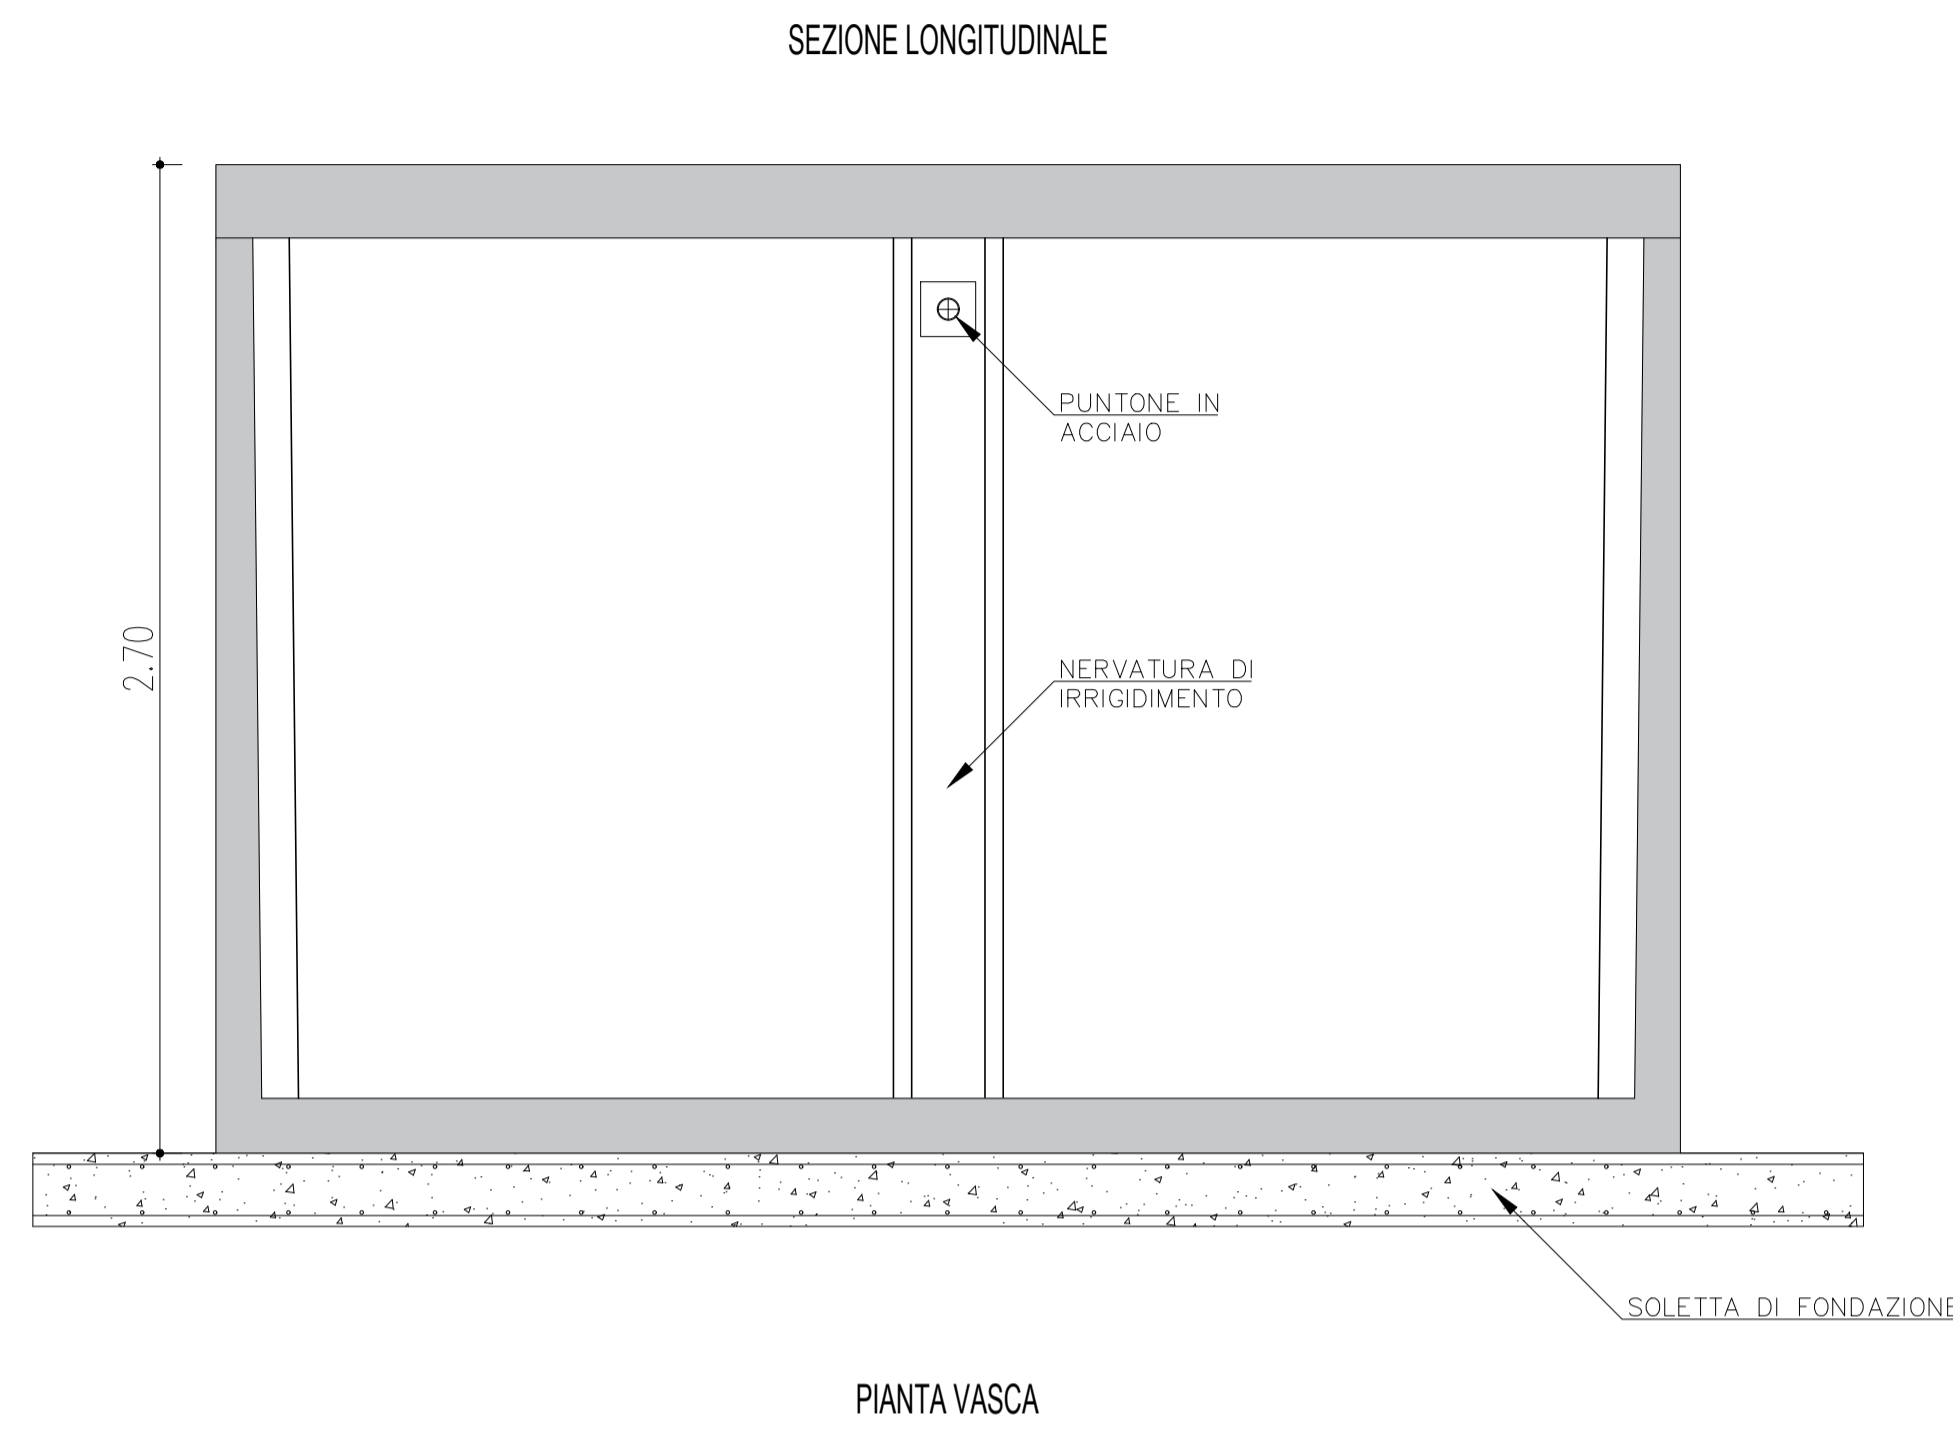 SEZIONE LONGITUDINALE
PUNTONE IN
ACCIAIO
2.70
NERVATURA DI
IRRIGIDIMENTO
SOLETTA DI FONDAZIONE
PIANTA VASCA